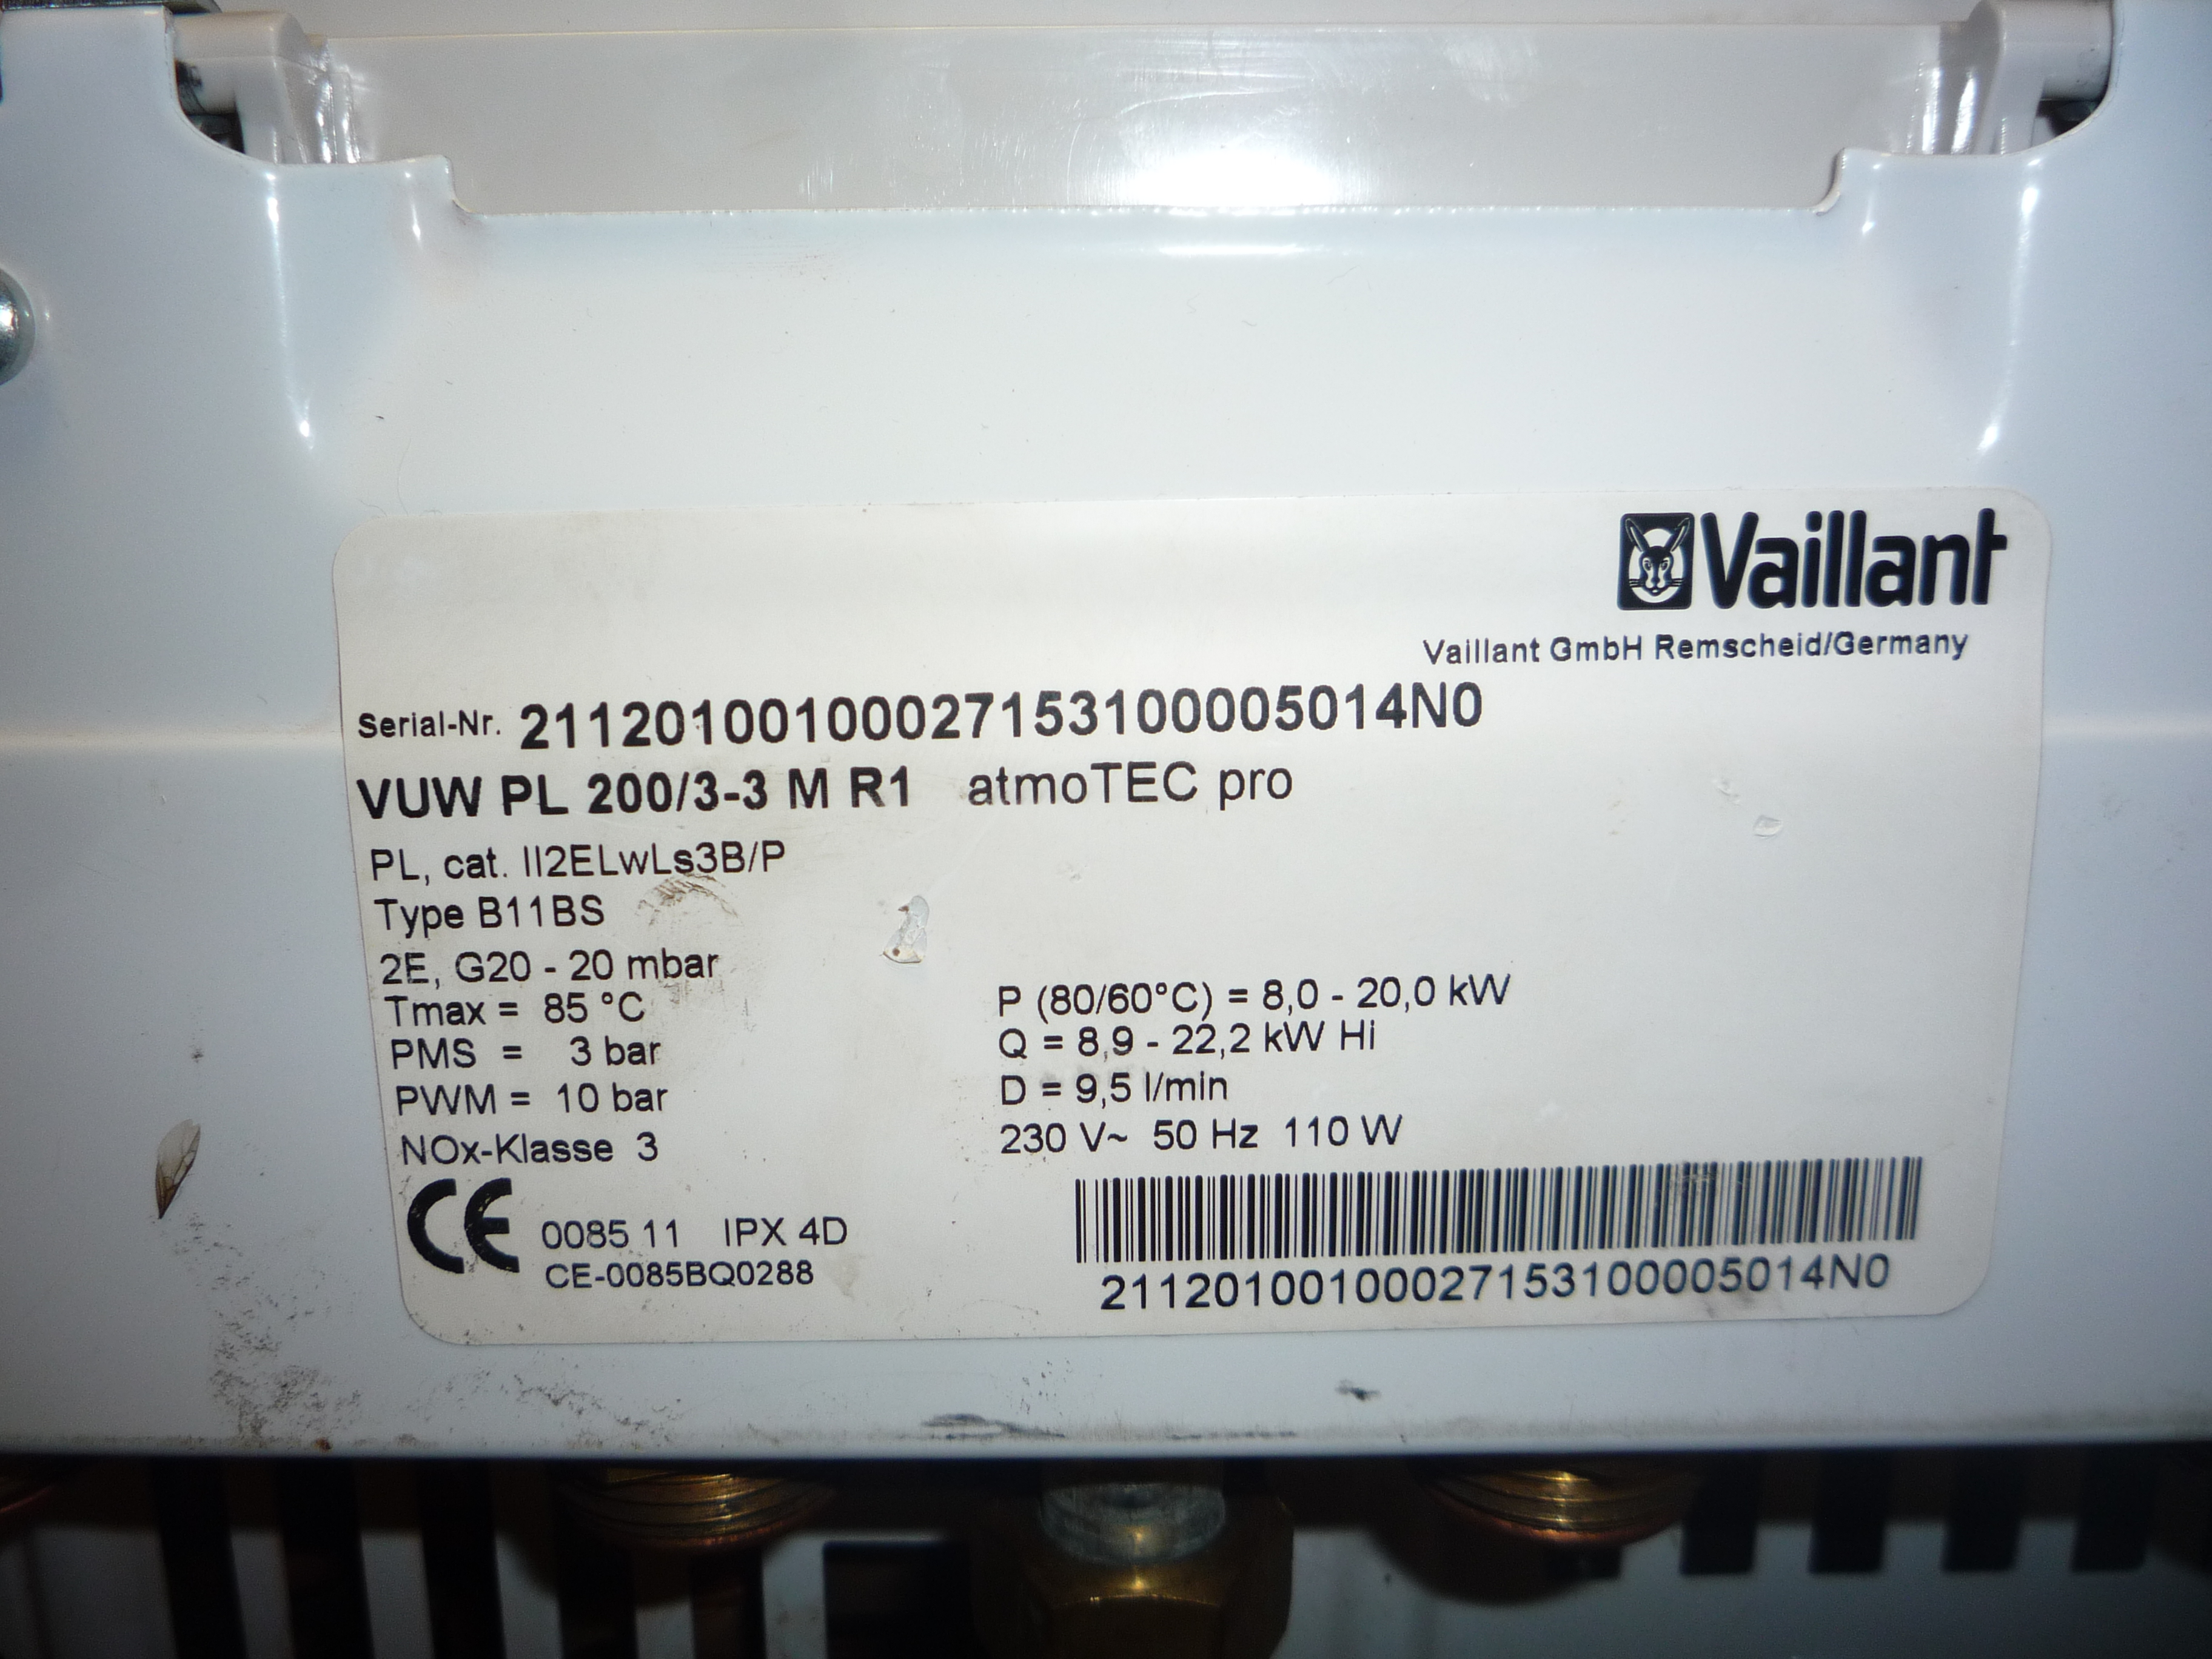 Vaillant
Vaillant GmbH Remscheid/Germany
Serial-Nr. 21120100100027153100005014N0
VUW PL 200/3-3 M R1 atmoTEC pro
PL, cat. II2ELwLs3B/P
Type B11BS
2E, G20 - 20 mbar
Tmax = 85 °C
PMS = 3 bar
PWM = 10 bar
NOx-Klasse 3
P (80/60°C) = 8,0 - 20,0 kW
Q = 8,9 - 22,2 kW Hi
D = 9,5 l/min
230 V~ 50 Hz 110 W
CE 0085 11 IPX 4D
CE-0085BQ0288
21120100100027153100005014N0